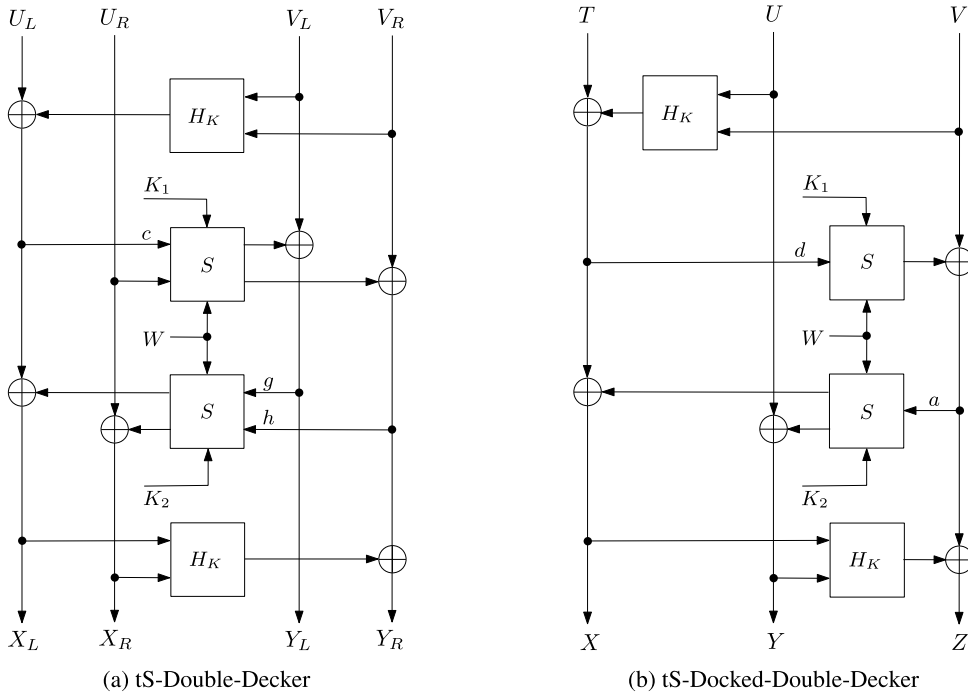 U_L U_R V_L V_R T U V
H_K H_K
K_1 K_1
c S d S
W W
g a
S h S
K_2 K_2
H_K H_K
X_L X_R Y_L Y_R X Y Z
(a) tS-Double-Decker (b) tS-Docked-Double-Decker